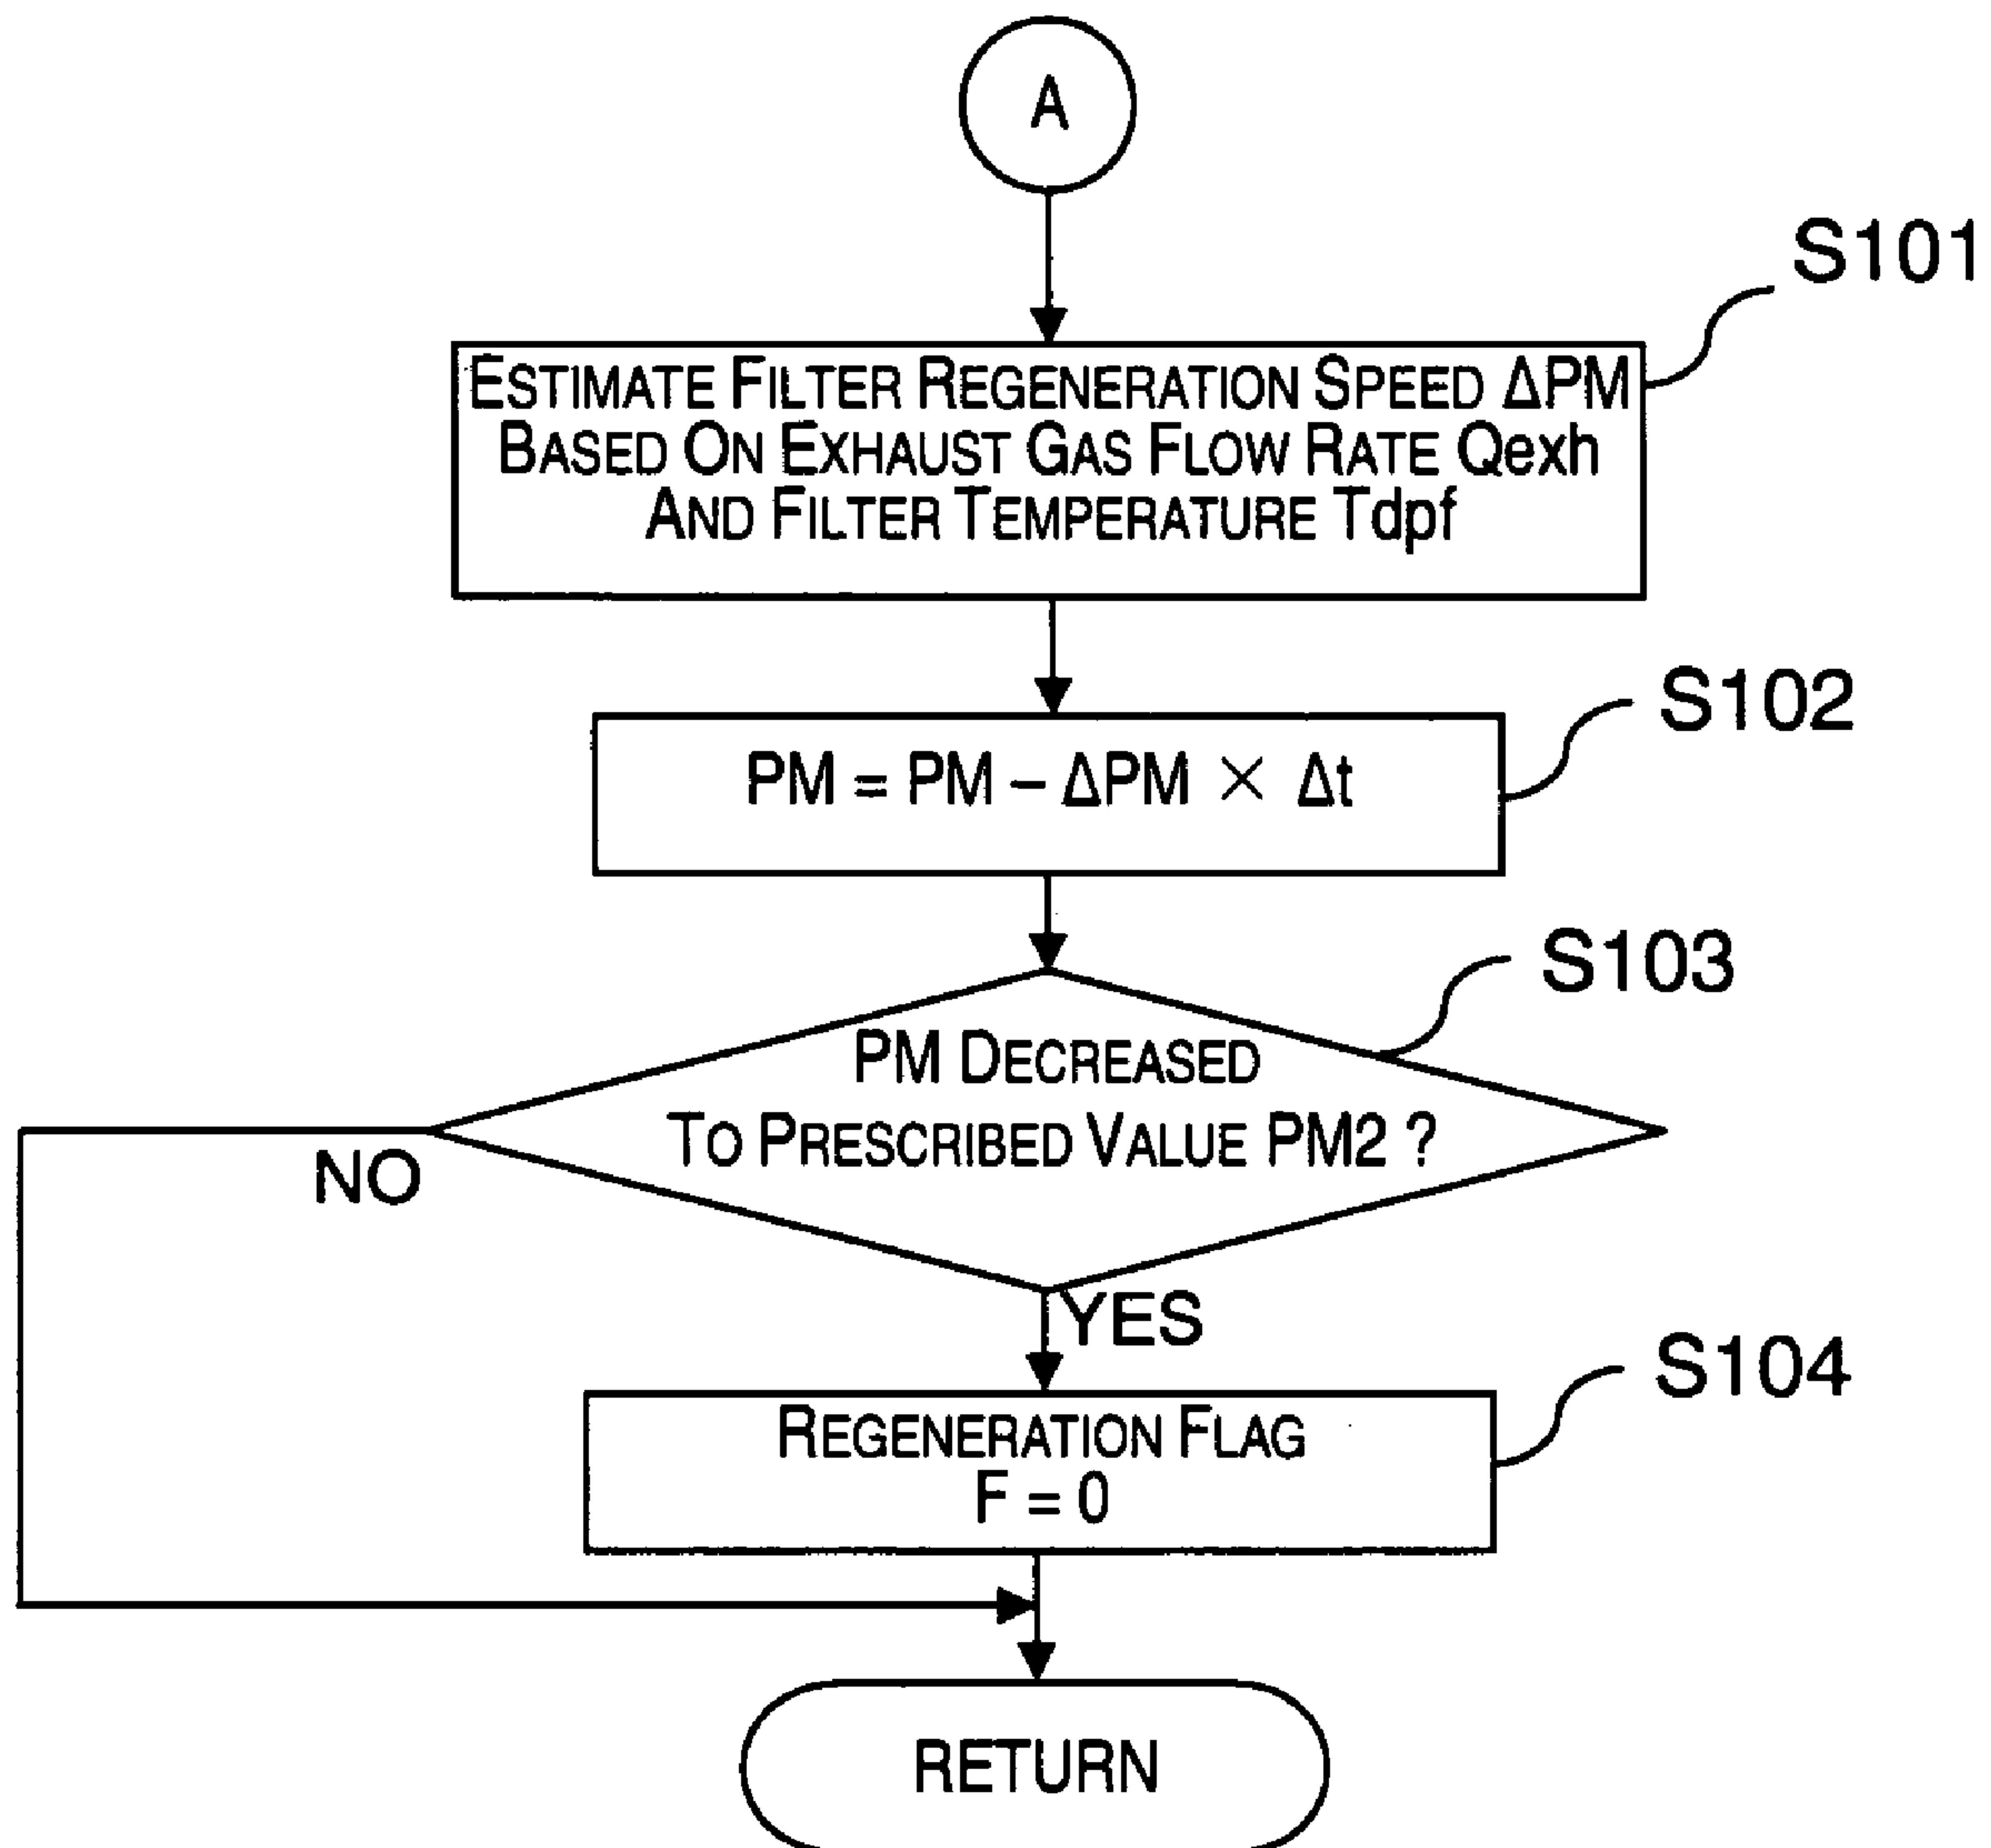 A
S101
ESTIMATE FILTER REGENERATION SPEED ΔPM
BASED ON EXHAUST GAS FLOW RATE Qexh
AND FILTER TEMPERATURE Tdpf
S102
PM = PM – ΔPM × Δt
S103
PM DECREASED
TO PRESCRIBED VALUE PM2 ?
NO
YES
S104
REGENERATION FLAG
F = 0
RETURN